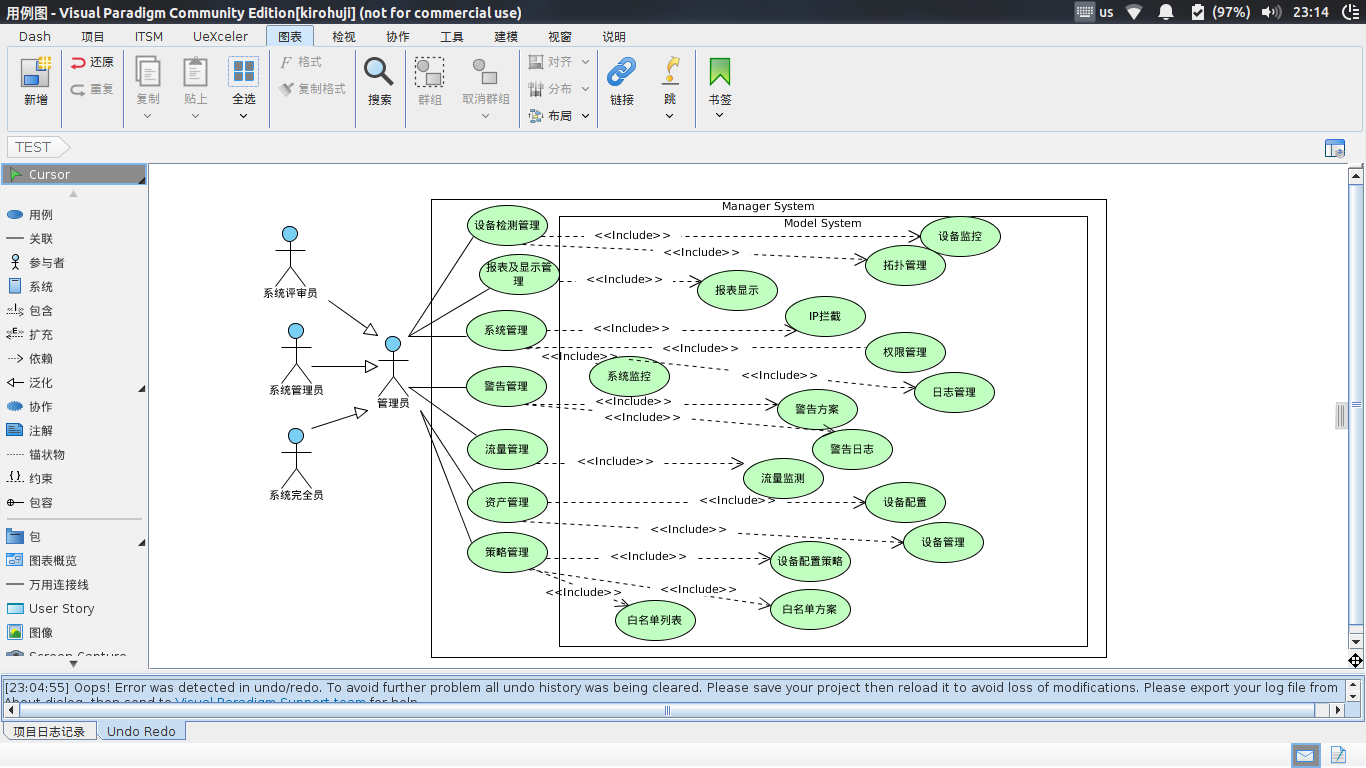 用例图 - Visual Paradigm Community Edition[kirohuji] (not for commercial use)
us
(97%)
23:14
Dash
项目
ITSM
UeXceler
图表
检视
协作
工具
建模
视窗
说明
新增
还原
重复
复制
贴上
全选
格式
复制格式
搜索
群组
取消群组
对齐
分布
布局
链接
跳
书签
TEST
Cursor
用例
关联
参与者
系统
包含
扩充
依赖
泛化
协作
注解
锚状物
约束
包容
包
图表概览
万用连接线
User Story
图像
Screen Capture
Manager System
Model System
系统评审员
系统管理员
系统完全员
管理员
设备检测管理
<<Include>>
设备监控
<<Include>>
拓扑管理
报表及显示管
理
<<Include>>
报表显示
IP拦截
系统管理
<<Include>>
<<Include>>
权限管理
<<Include>>
系统监控
<<Include>>
日志管理
警告管理
<<Include>>
警告方案
<<Include>>
警告日志
流量管理
<<Include>>
流量监测
资产管理
<<Include>>
设备配置
<<Include>>
设备管理
策略管理
<<Include>>
设备配置策略
<<Include>>
<<Include>>
白名单方案
白名单列表
[23:04:55] Oops! Error was detected in undo/redo. To avoid further problem all undo history was being cleared. Please save your project then reload it to avoid loss of modifications. Please export your log file from
About dialog, then send to Visual Paradigm Support team for help.
项目日志记录
Undo Redo